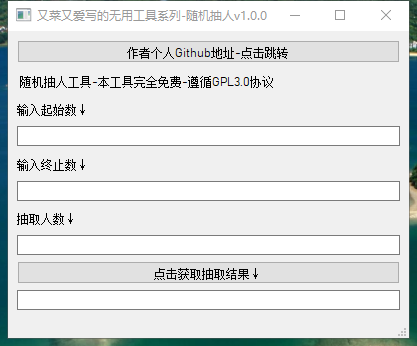 又菜又爱写的无用工具系列-随机抽人v1.0.0
作者个人Github地址-点击跳转
随机抽人工具-本工具完全免费-遵循GPL3.0协议
输入起始数↓
输入终止数↓
抽取人数↓
点击获取抽取结果↓